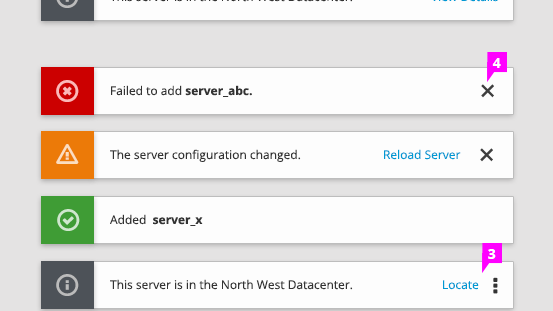 This server is in the North West Datacenter.
View Details
4
Failed to add server_abc.
The server configuration changed.
Reload Server
Added server_x
3
This server is in the North West Datacenter.
Locate